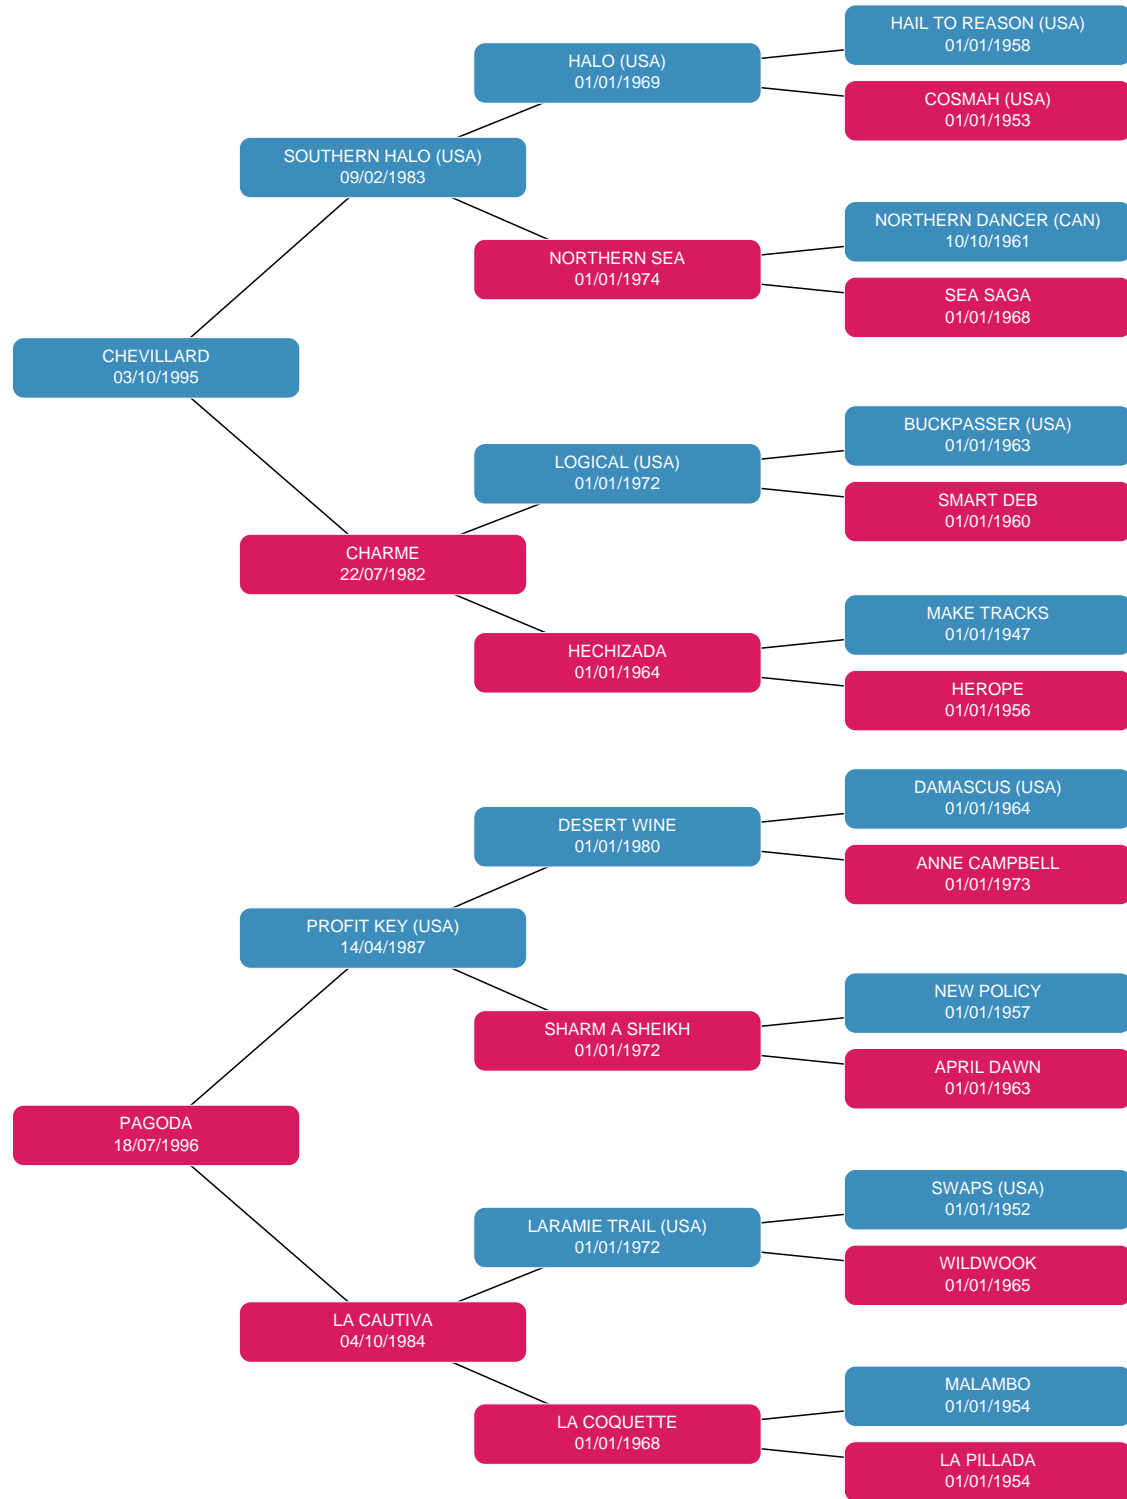 HAIL TO REASON (USA)
01/01/1958
HALO (USA)
01/01/1969
COSMAH (USA)
01/01/1953
SOUTHERN HALO (USA)
09/02/1983
NORTHERN DANCER (CAN)
10/10/1961
NORTHERN SEA
01/01/1974
SEA SAGA
01/01/1968
CHEVILLARD
03/10/1995
BUCKPASSER (USA)
01/01/1963
LOGICAL (USA)
01/01/1972
SMART DEB
01/01/1960
CHARME
22/07/1982
MAKE TRACKS
01/01/1947
HECHIZADA
01/01/1964
HEROPE
01/01/1956
DAMASCUS (USA)
01/01/1964
DESERT WINE
01/01/1980
ANNE CAMPBELL
01/01/1973
PROFIT KEY (USA)
14/04/1987
NEW POLICY
01/01/1957
SHARM A SHEIKH
01/01/1972
APRIL DAWN
01/01/1963
PAGODA
18/07/1996
SWAPS (USA)
01/01/1952
LARAMIE TRAIL (USA)
01/01/1972
WILDWOOK
01/01/1965
LA CAUTIVA
04/10/1984
MALAMBO
01/01/1954
LA COQUETTE
01/01/1968
LA PILLADA
01/01/1954